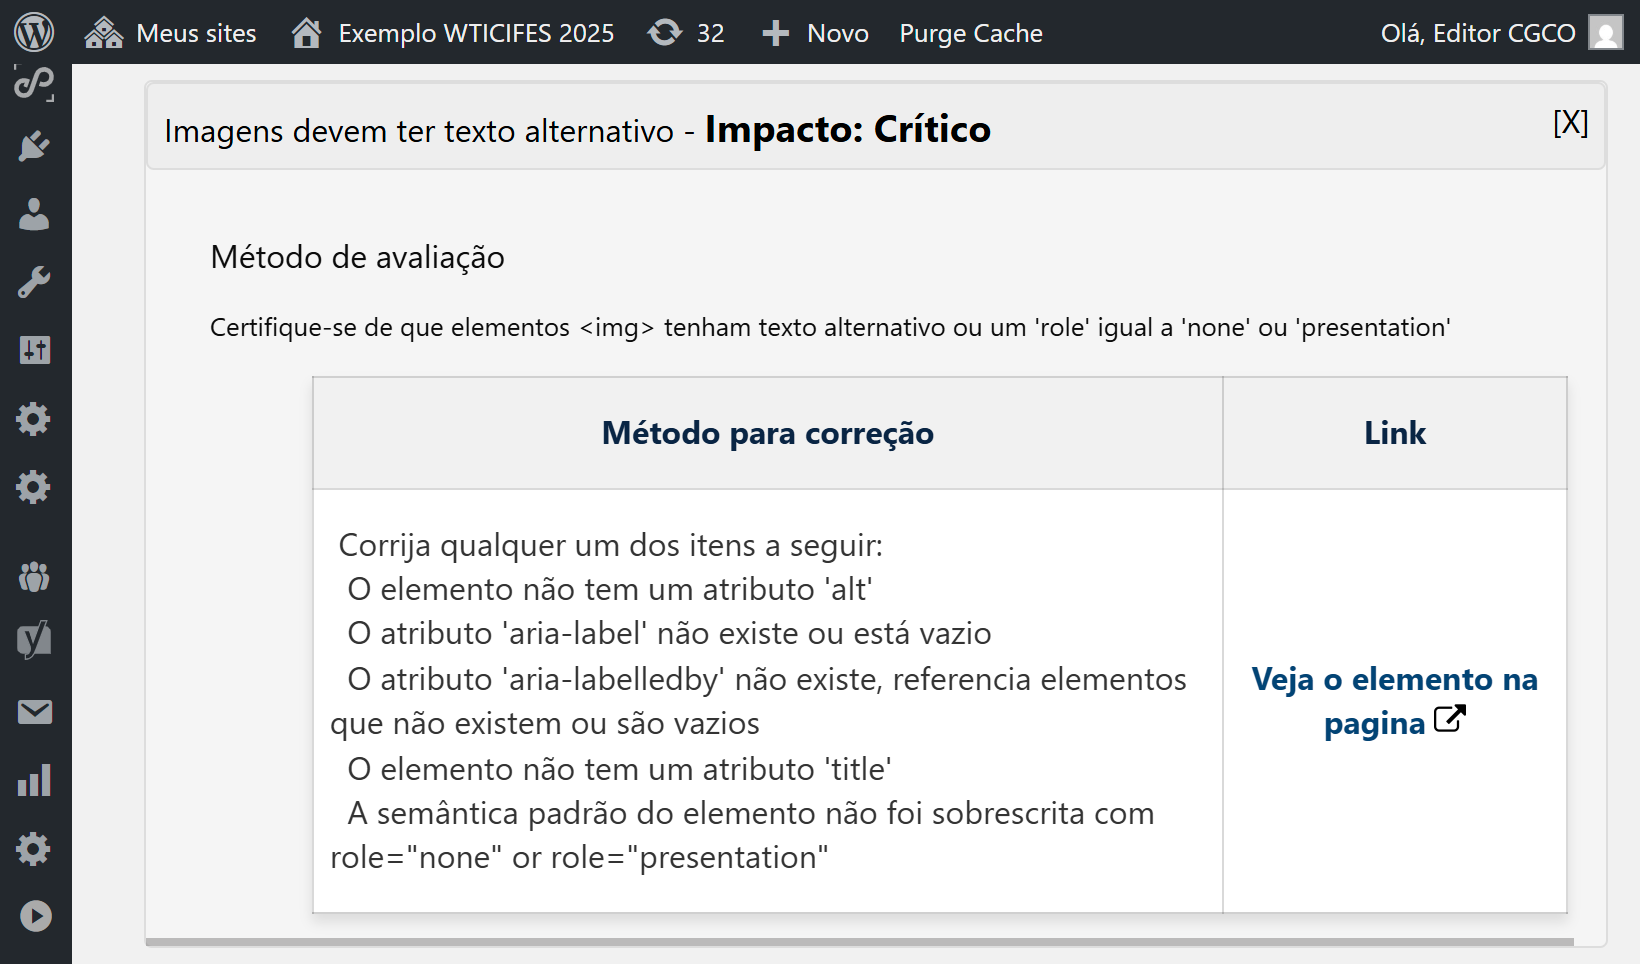 Meus sites Exemplo WTICIFES 2025 32 Novo Purge Cache Olá, Editor CGCO
Imagens devem ter texto alternativo - Impacto: Crítico [X]
Método de avaliação
Certifique-se de que elementos <img> tenham texto alternativo ou um 'role' igual a 'none' ou 'presentation'
Método para correção Link
Corrija qualquer um dos itens a seguir:
O elemento não tem um atributo 'alt'
O atributo 'aria-label' não existe ou está vazio
O atributo 'aria-labelledby' não existe, referencia elementos
que não existem ou são vazios
O elemento não tem um atributo 'title'
A semântica padrão do elemento não foi sobrescrita com
role="none" or role="presentation"
Veja o elemento na
pagina